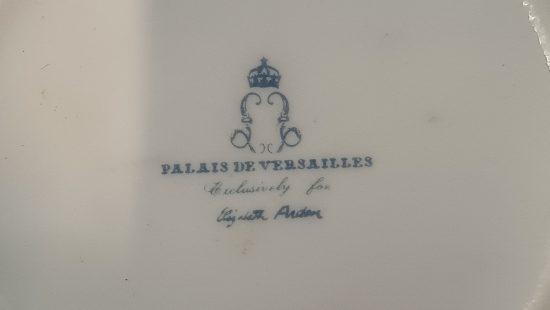 PALAIS DE VERSAILLES
Exclusively for
Elizabeth Arden